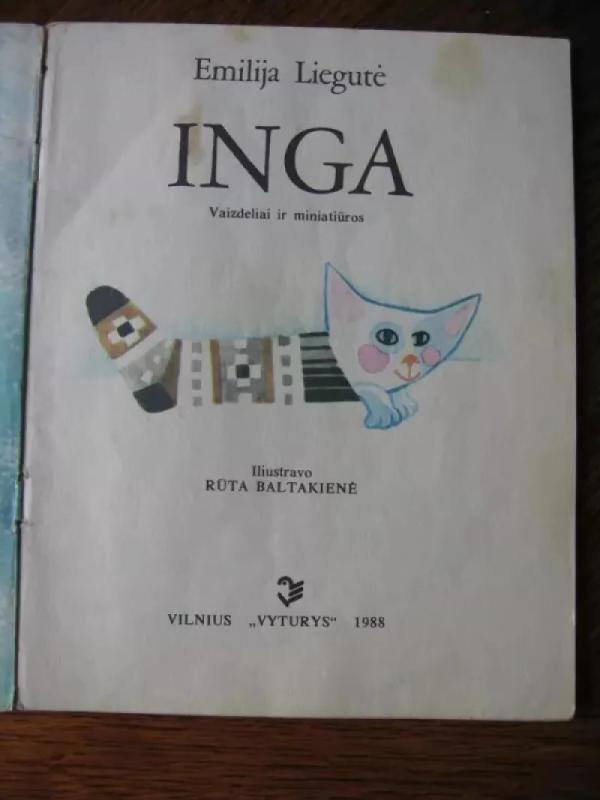 Emilija Liegutė
INGA
Vaizdeliai ir miniatiūros
Iliustravo
RŪTA BALTAKIENĖ
VILNIUS „VYTURYS“ 1988